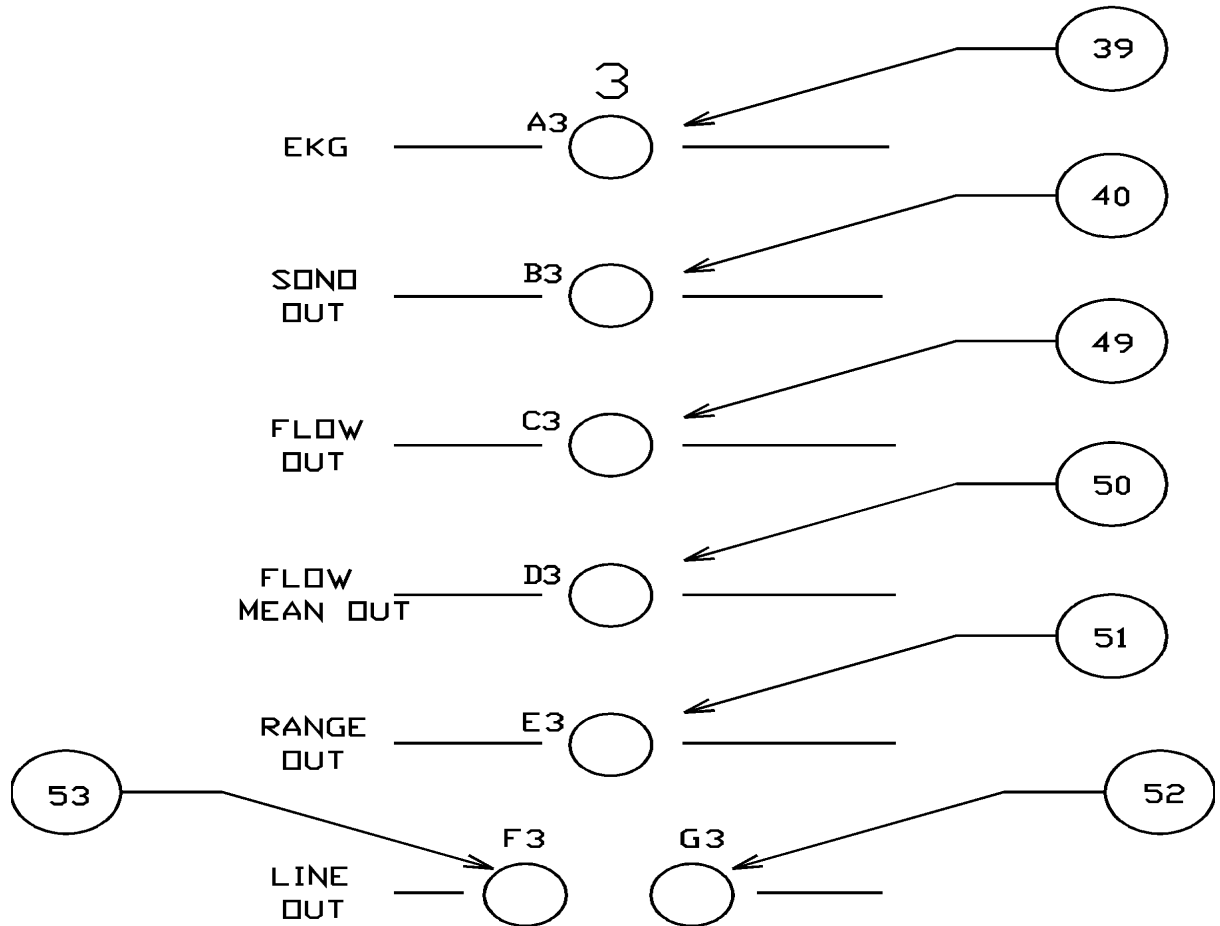 39
3
EKG A3
40
SONO B3
OUT
49
FLOW C3
OUT
50
FLOW D3
MEAN OUT
51
RANGE E3
OUT
53 52
F3 G3
LINE
OUT